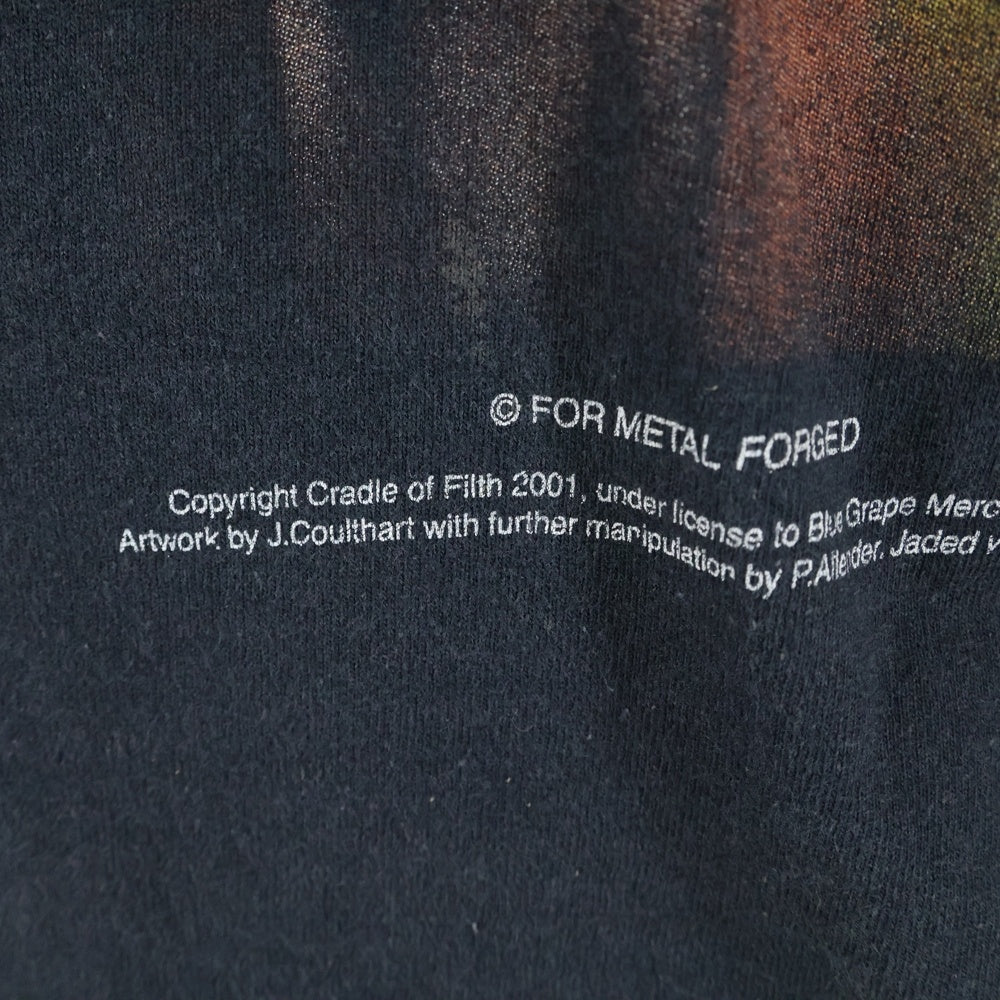 © FOR METAL FORGED
Copyright Cradle of Filth 2001, under license to Blue Grape Merc
Artwork by J.Coulthart with further manipulation by P.Allender. Jaded